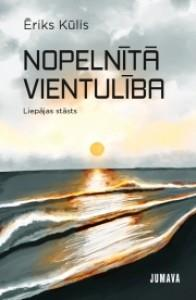 Ēriks Kūlis
NOPELNĪTĀ
VIENTULĪBA
Liepājas stāsts
JUMAVA